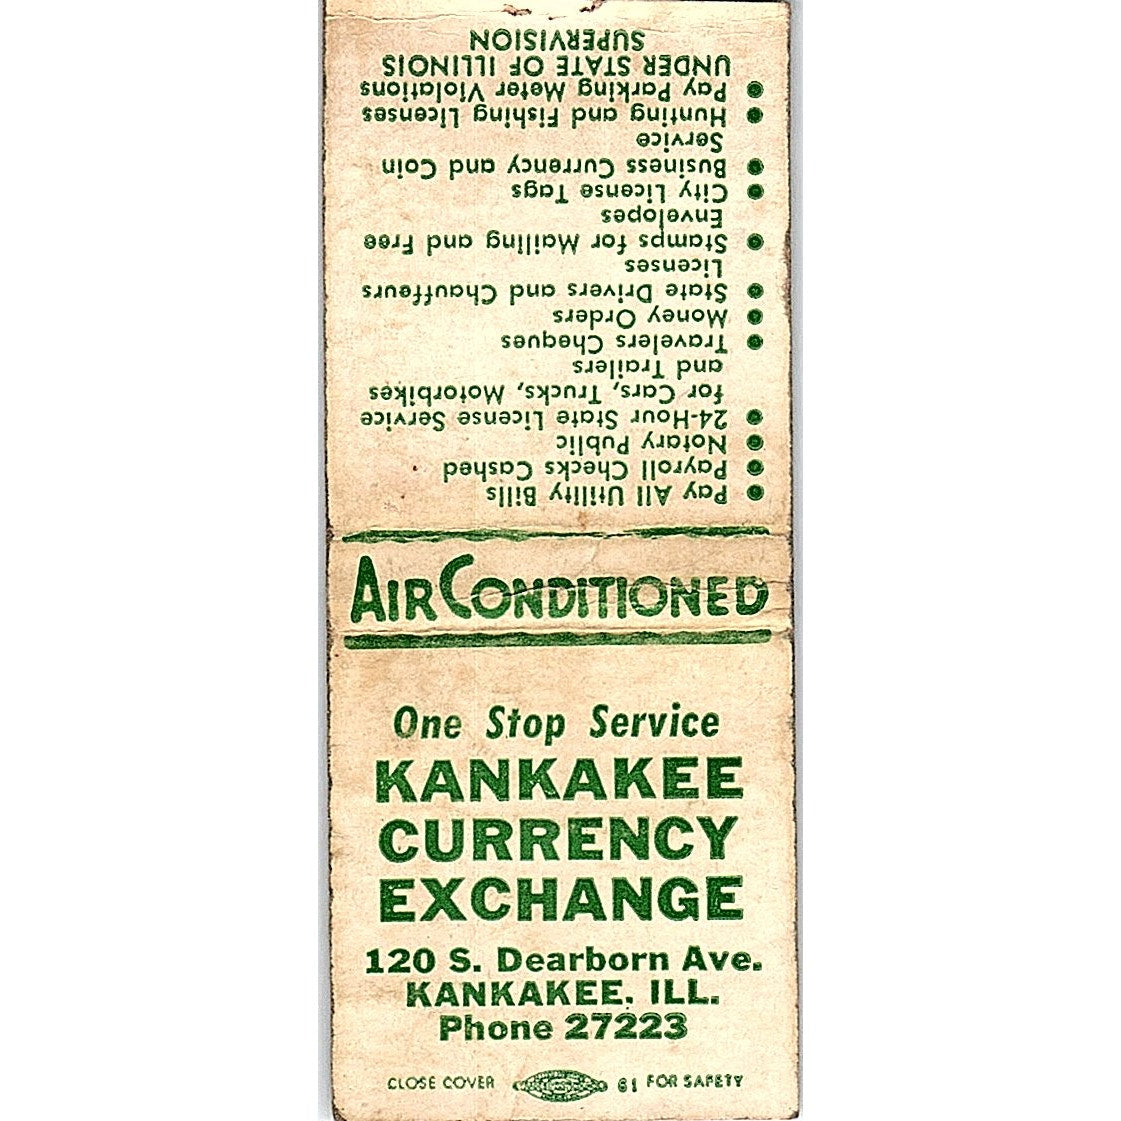 Pay All Utility Bills
Payroll Checks Cashed
Notary Public
24-Hour State License Service
for Cars, Trucks, Motorbikes
and Trailers
Travelers Cheques
Money Orders
State Drivers and Chauffeurs
Licenses
Stamps for Mailing and Free
Envelopes
City License Tags
Business Currency and Coin
Service
Hunting and Fishing Licenses
Pay Parking Meter Violations
UNDER STATE OF ILLINOIS
SUPERVISION
AIR CONDITIONED
One Stop Service
KANKAKEE
CURRENCY
EXCHANGE
120 S. Dearborn Ave.
KANKAKEE, ILL.
Phone 27223
CLOSE COVER 61 FOR SAFETY